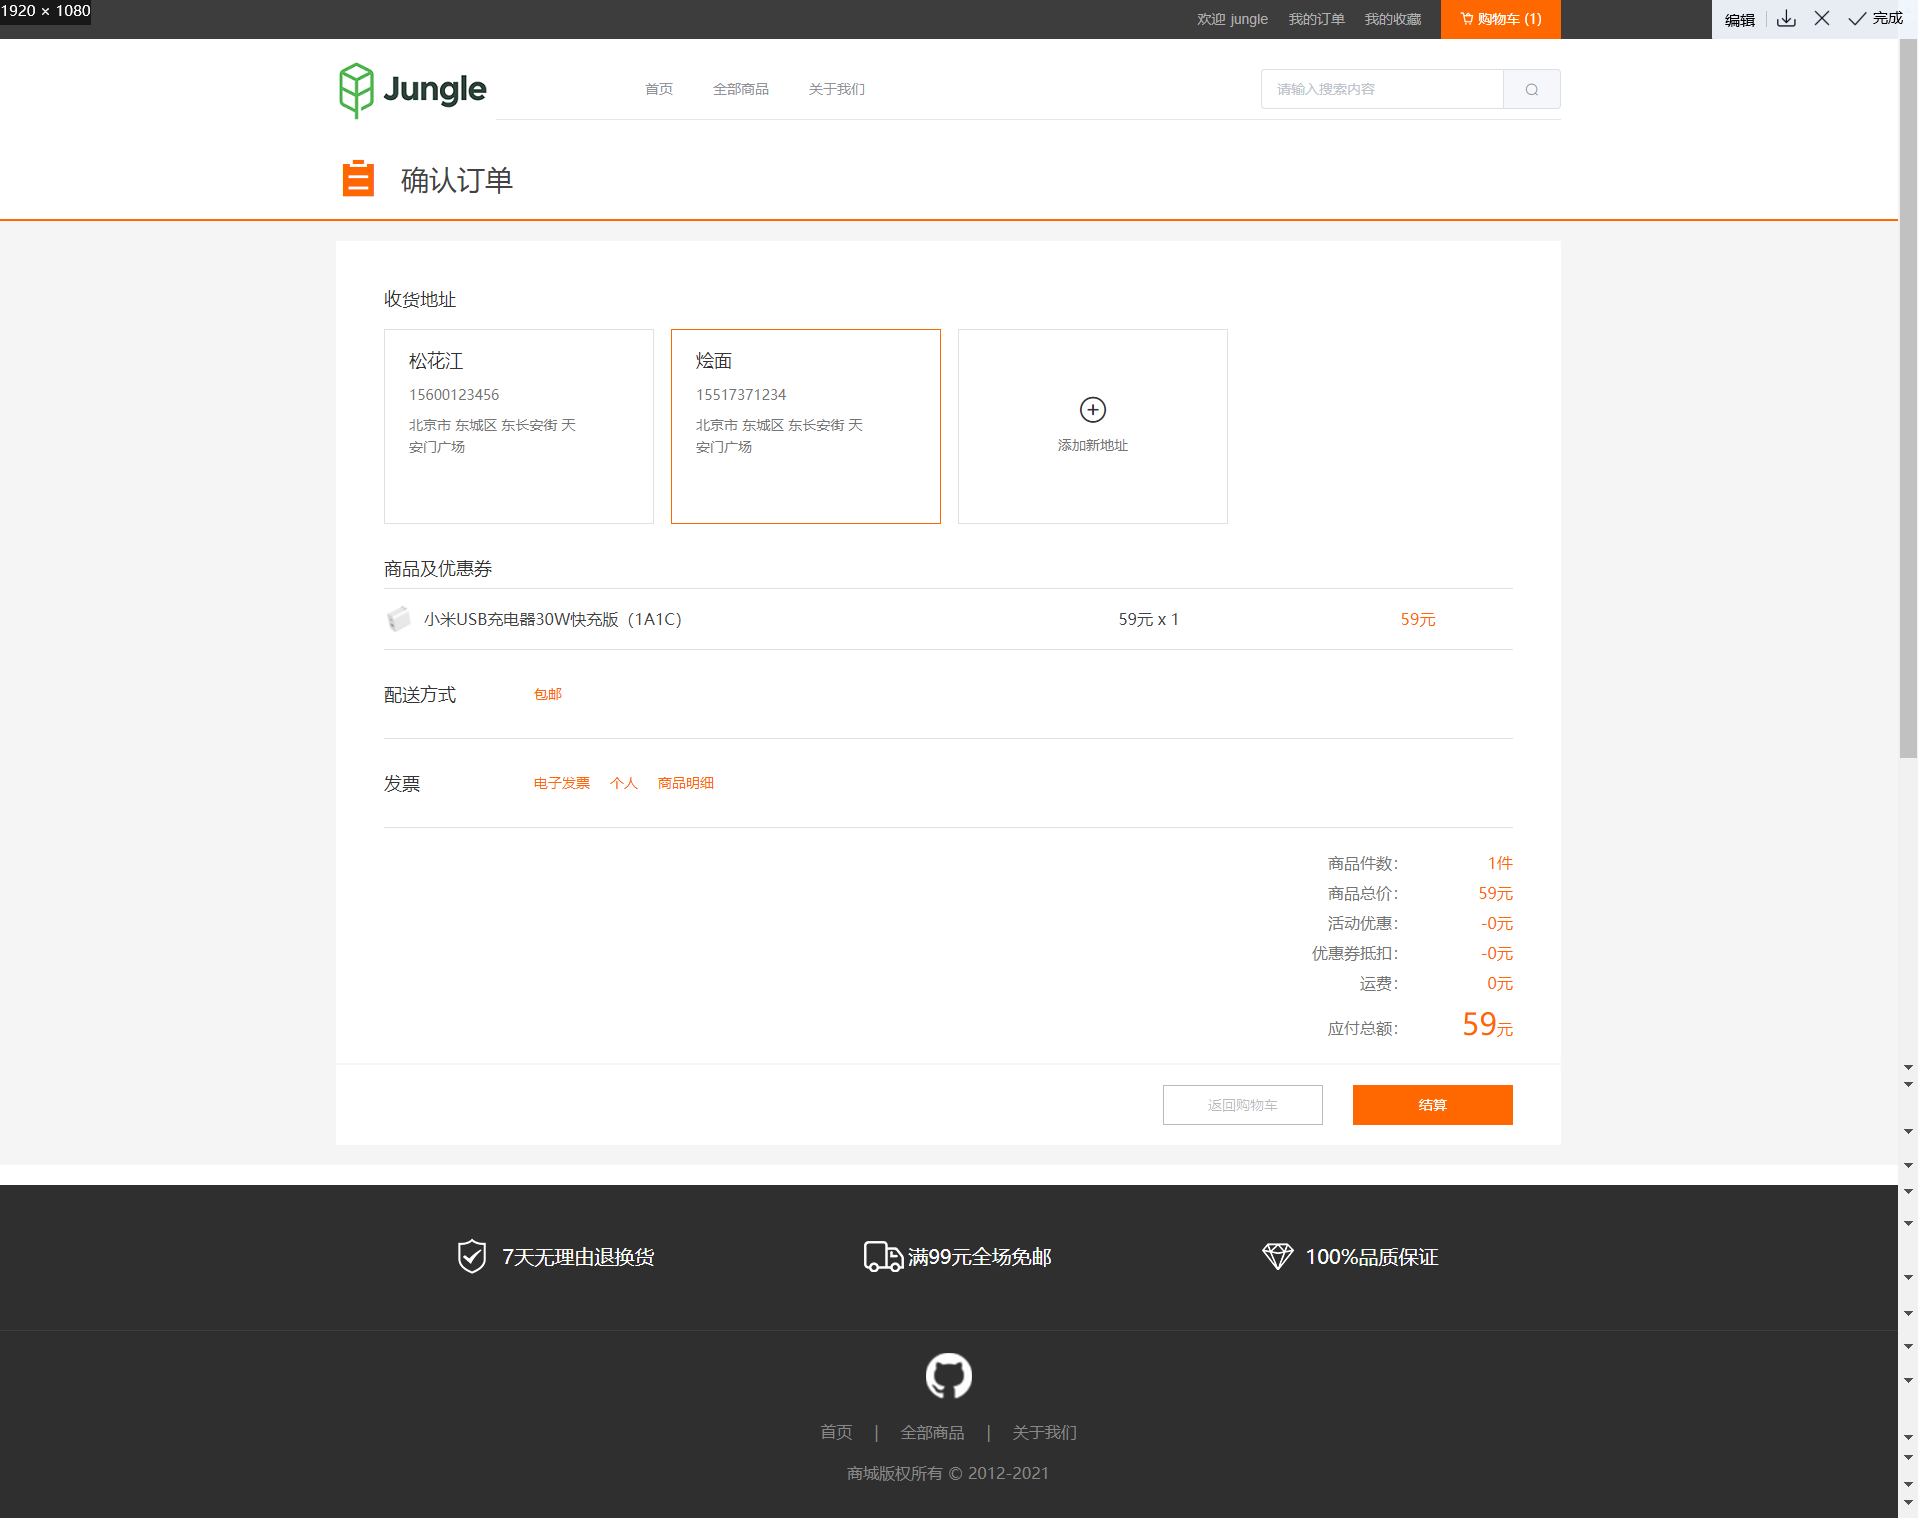 1920 × 1080
欢迎 jungle 我的订单 我的收藏 购物车 (1)
编辑 完成
Jungle 首页 全部商品 关于我们 请输入搜索内容
确认订单
收货地址
松花江
15600123456
北京市 东城区 东长安街 天
安门广场
烩面
15517371234
北京市 东城区 东长安街 天
安门广场
添加新地址
商品及优惠券
小米USB充电器30W快充版（1A1C） 59元 x 1 59元
配送方式 包邮
发票 电子发票 个人 商品明细
商品件数： 1件
商品总价： 59元
活动优惠： -0元
优惠券抵扣： -0元
运费： 0元
应付总额： 59元
返回购物车 结算
7天无理由退换货 满99元全场免邮 100%品质保证
首页 | 全部商品 | 关于我们
商城版权所有 © 2012-2021